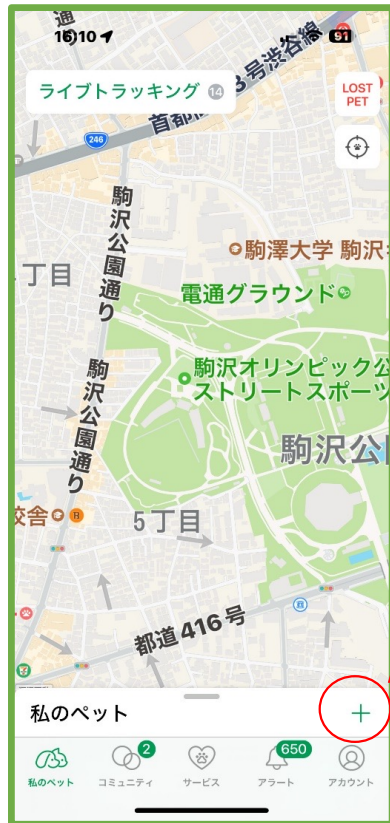 通り
16:10
91
3号渋谷線
首都高速
ライブトラッキング 14
LOST
PET
246
駒沢公園通り
駒澤大学 駒沢
丁目
電通グラウンド
駒沢オリンピック公
ストリートスポーツ
駒沢公園通り
駒沢公
校舎
5丁目
都道416号
私のペット
+
2
650
私のペット
コミュニティ
サービス
アラート
アカウント